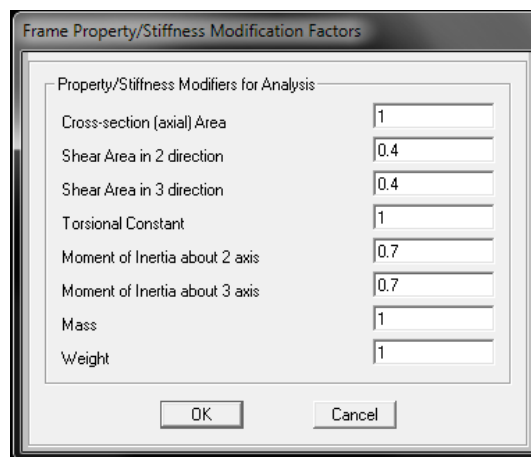 Frame Property/Stiffness Modification Factors
Property/Stiffness Modifiers for Analysis
Cross-section (axial) Area 1
Shear Area in 2 direction 0.4
Shear Area in 3 direction 0.4
Torsional Constant 1
Moment of Inertia about 2 axis 0.7
Moment of Inertia about 3 axis 0.7
Mass 1
Weight 1
OK Cancel